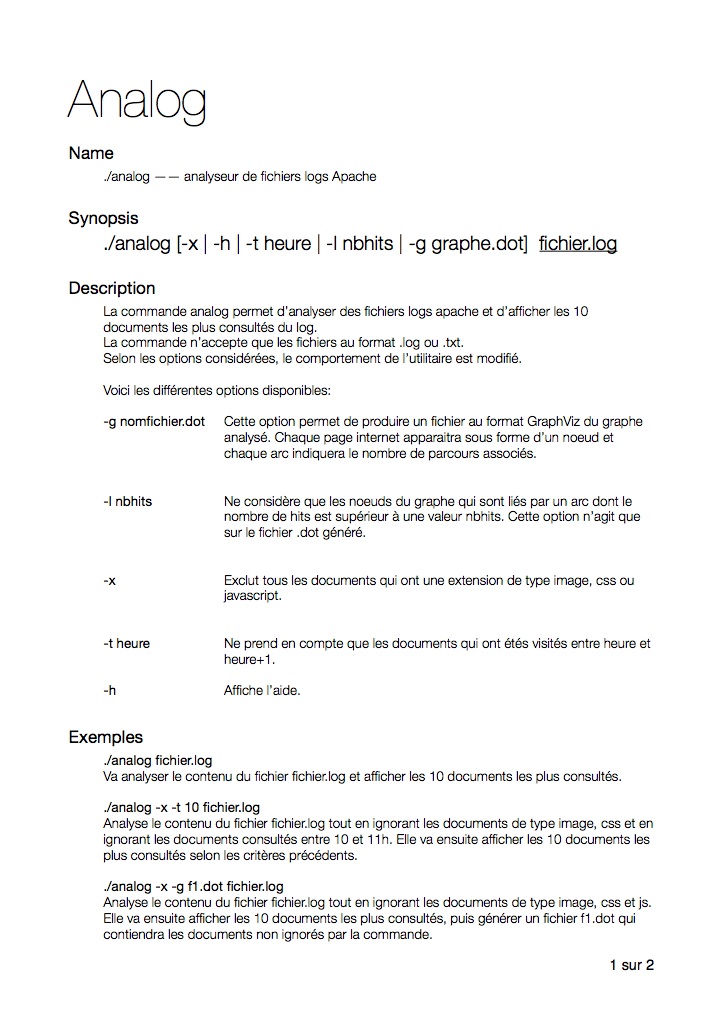 Analog
Name
./analog —— analyseur de fichiers logs Apache
Synopsis
./analog [-x | -h | -t heure | -l nbhits | -g graphe.dot] fichier.log
Description
La commande analog permet d'analyser des fichiers logs apache et d'afficher les 10
documents les plus consultés du log.
La commande n'accepte que les fichiers au format .log ou .txt.
Selon les options considérées, le comportement de l'utilitaire est modifié.
Voici les différentes options disponibles:
-g nomfichier.dot Cette option permet de produire un fichier au format GraphViz du graphe
analysé. Chaque page internet apparaitra sous forme d'un noeud et
chaque arc indiquera le nombre de parcours associés.
-l nbhits Ne considère que les noeuds du graphe qui sont liés par un arc dont le
nombre de hits est supérieur à une valeur nbhits. Cette option n'agit que
sur le fichier .dot généré.
-x Exclut tous les documents qui ont une extension de type image, css ou
javascript.
-t heure Ne prend en compte que les documents qui ont étés visités entre heure et
heure+1.
-h Affiche l'aide.
Exemples
./analog fichier.log
Va analyser le contenu du fichier fichier.log et afficher les 10 documents les plus consultés.
./analog -x -t 10 fichier.log
Analyse le contenu du fichier fichier.log tout en ignorant les documents de type image, css et en
ignorant les documents consultés entre 10 et 11h. Elle va ensuite afficher les 10 documents les
plus consultés selon les critères précédents.
./analog -x -g f1.dot fichier.log
Analyse le contenu du fichier fichier.log tout en ignorant les documents de type image, css et js.
Elle va ensuite afficher les 10 documents les plus consultés, puis générer un fichier f1.dot qui
contiendra les documents non ignorés par la commande.
1 sur 2